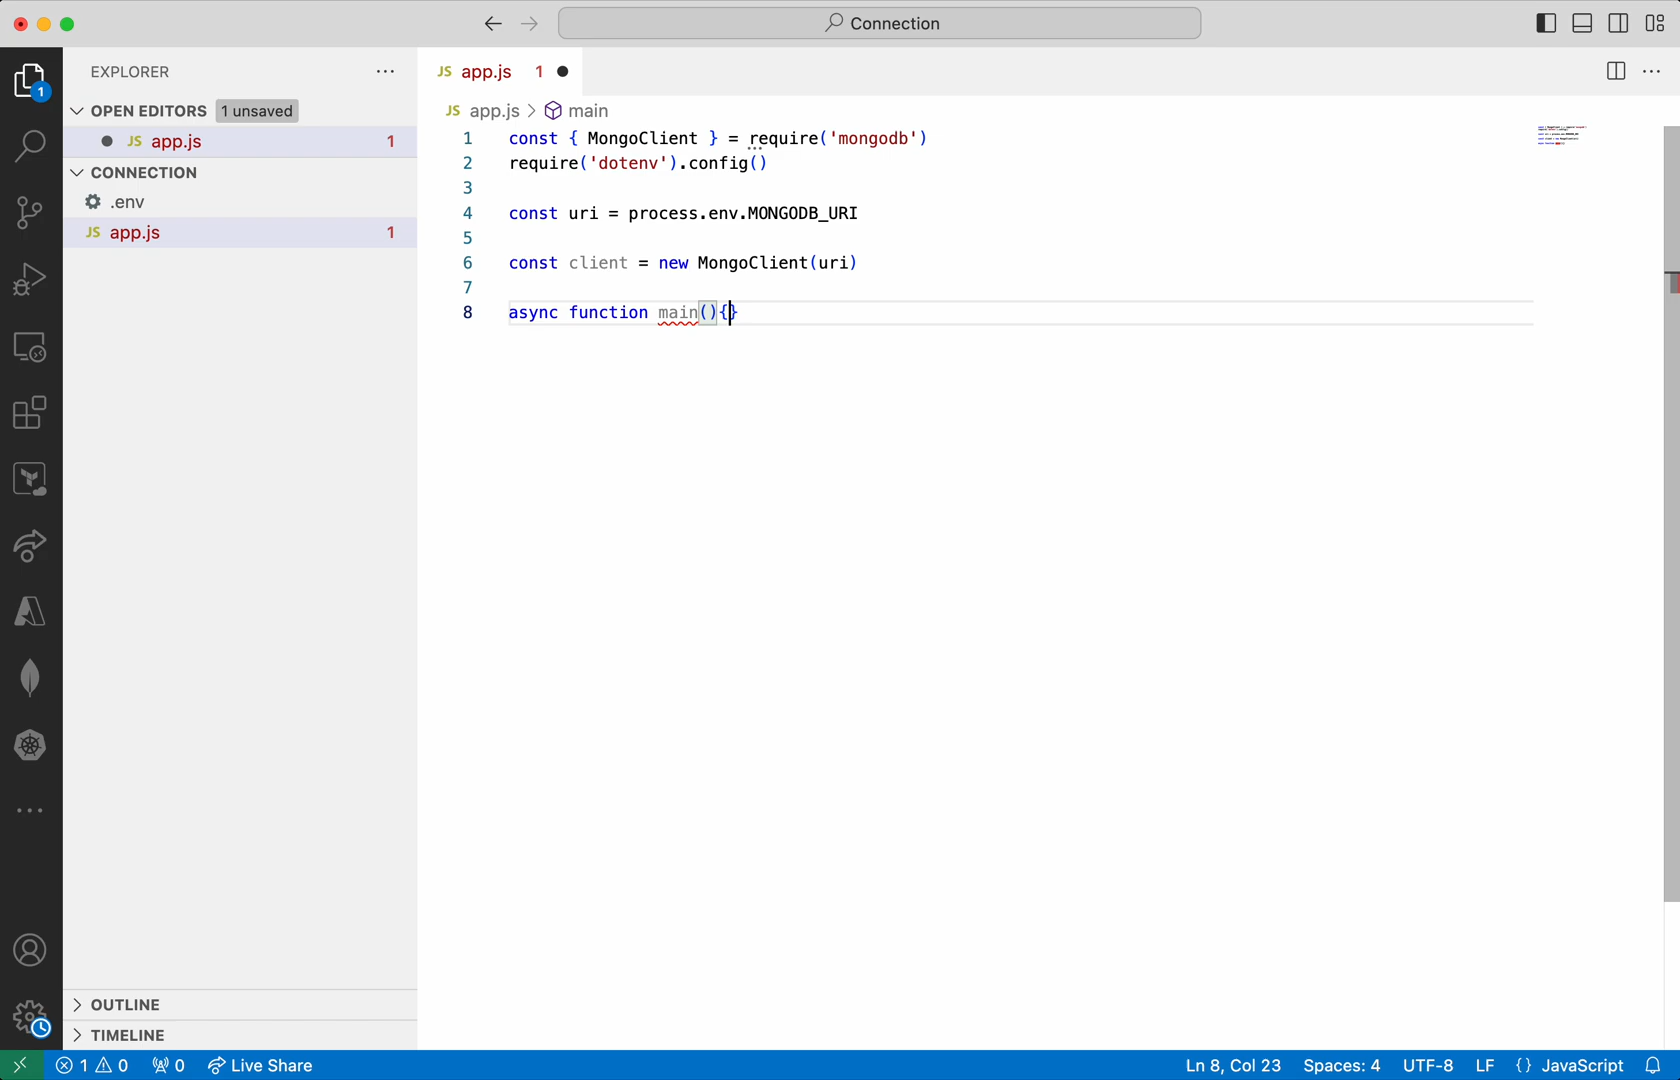 Connection
EXPLORER
OPEN EDITORS 1 unsaved
JS app.js 1
CONNECTION
.env
JS app.js 1
OUTLINE
TIMELINE
1
JS app.js 1
JS app.js > main
1 const { MongoClient } = require('mongodb')
2 require('dotenv').config()
3
4 const uri = process.env.MONGODB_URI
5
6 const client = new MongoClient(uri)
7
8 async function main(){}
1 0 0 Live Share Ln 8, Col 23 Spaces: 4 UTF-8 LF {} JavaScript